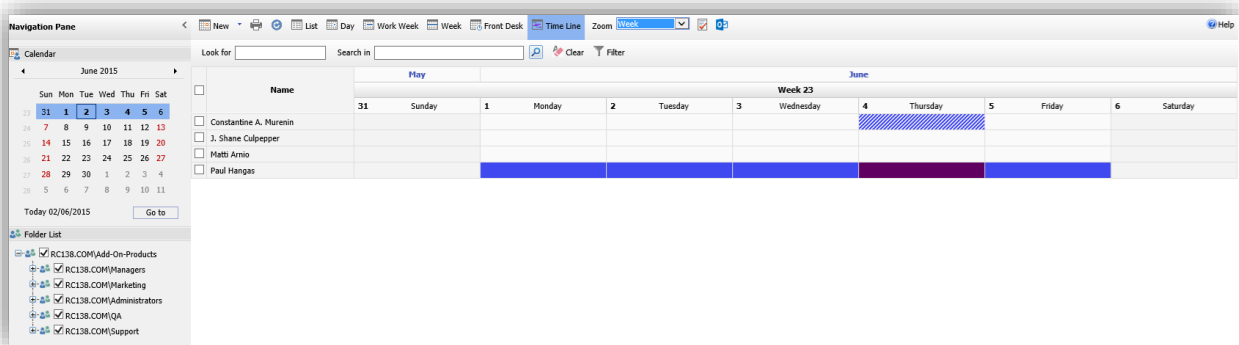 Navigation Pane
New List Day Work Week Week Front Desk Time Line Zoom Week Help
Calendar
Look for Search in Clear Filter
June 2015
Sun Mon Tue Wed Thu Fri Sat
23 31 1 2 3 4 5 6
24 7 8 9 10 11 12 13
25 14 15 16 17 18 19 20
26 21 22 23 24 25 26 27
27 28 29 30 1 2 3 4
28 5 6 7 8 9 10 11
Today 02/06/2015 Go to
Folder List
RC138.COM\Add-On-Products
RC138.COM\Managers
RC138.COM\Marketing
RC138.COM\Administrators
RC138.COM\QA
RC138.COM\Support
Name
May June
Week 23
31 Sunday 1 Monday 2 Tuesday 3 Wednesday 4 Thursday 5 Friday 6 Saturday
Constantine A. Murenin
J. Shane Culpepper
Matti Arnio
Paul Hangas